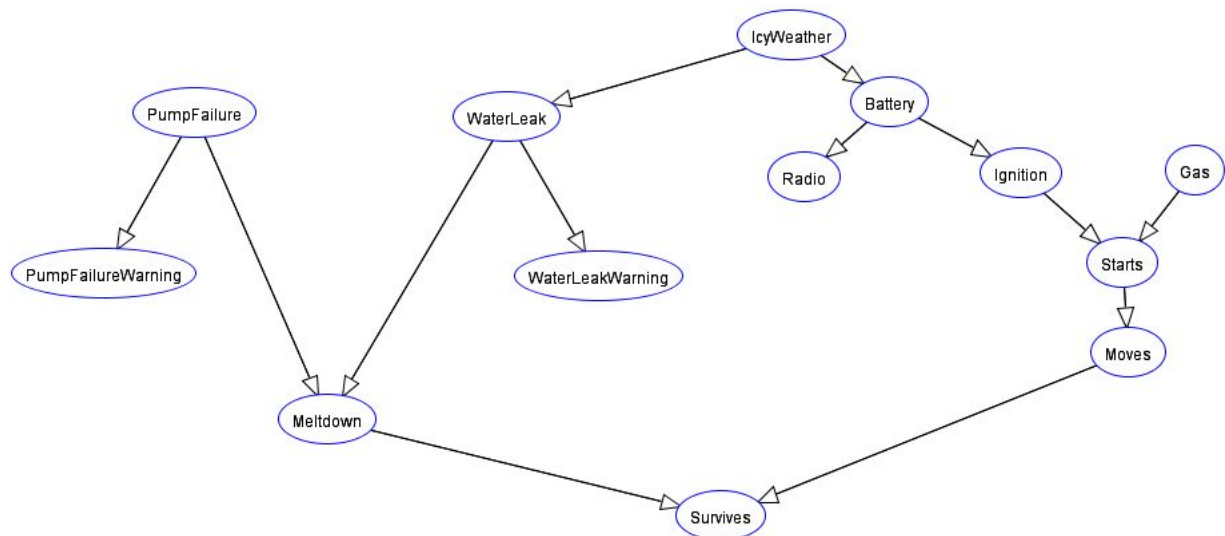 IcyWeather
Battery
PumpFailure
WaterLeak
Radio
Ignition
Gas
PumpFailureWarning
WaterLeakWarning
Starts
Moves
Meltdown
Survives